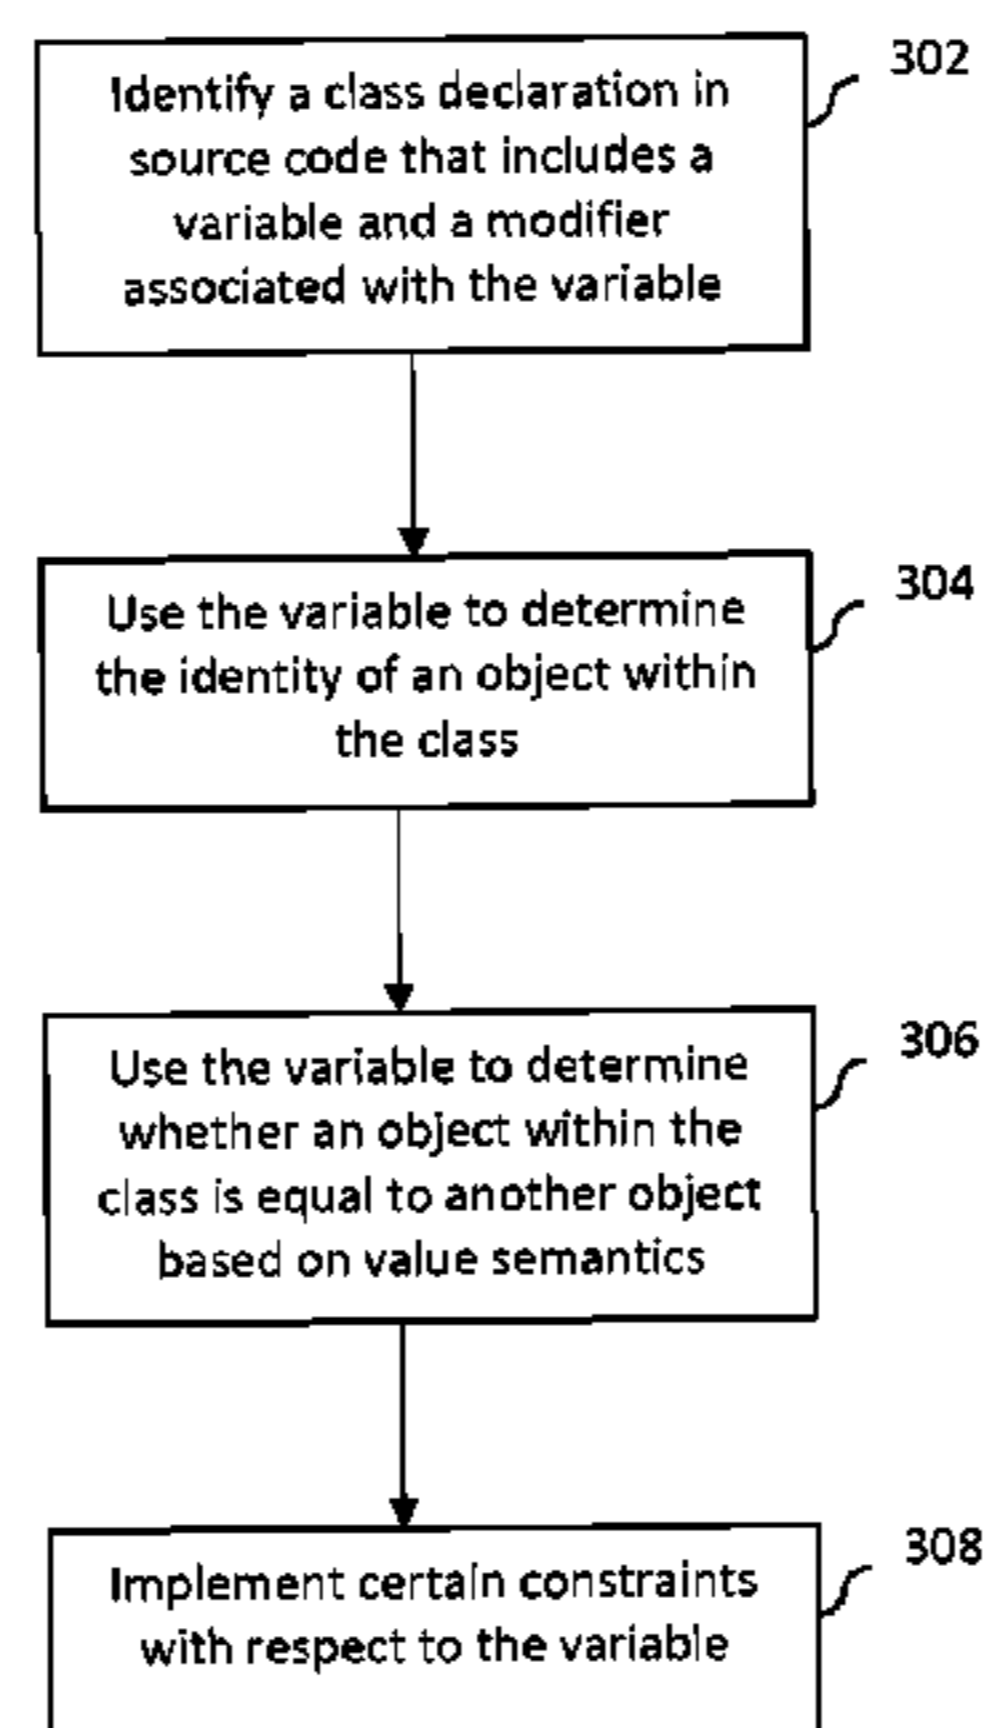 302
Identify a class declaration in
source code that includes a
variable and a modifier
associated with the variable
304
Use the variable to determine
the identity of an object within
the class
306
Use the variable to determine
whether an object within the
class is equal to another object
based on value semantics
308
Implement certain constraints
with respect to the variable